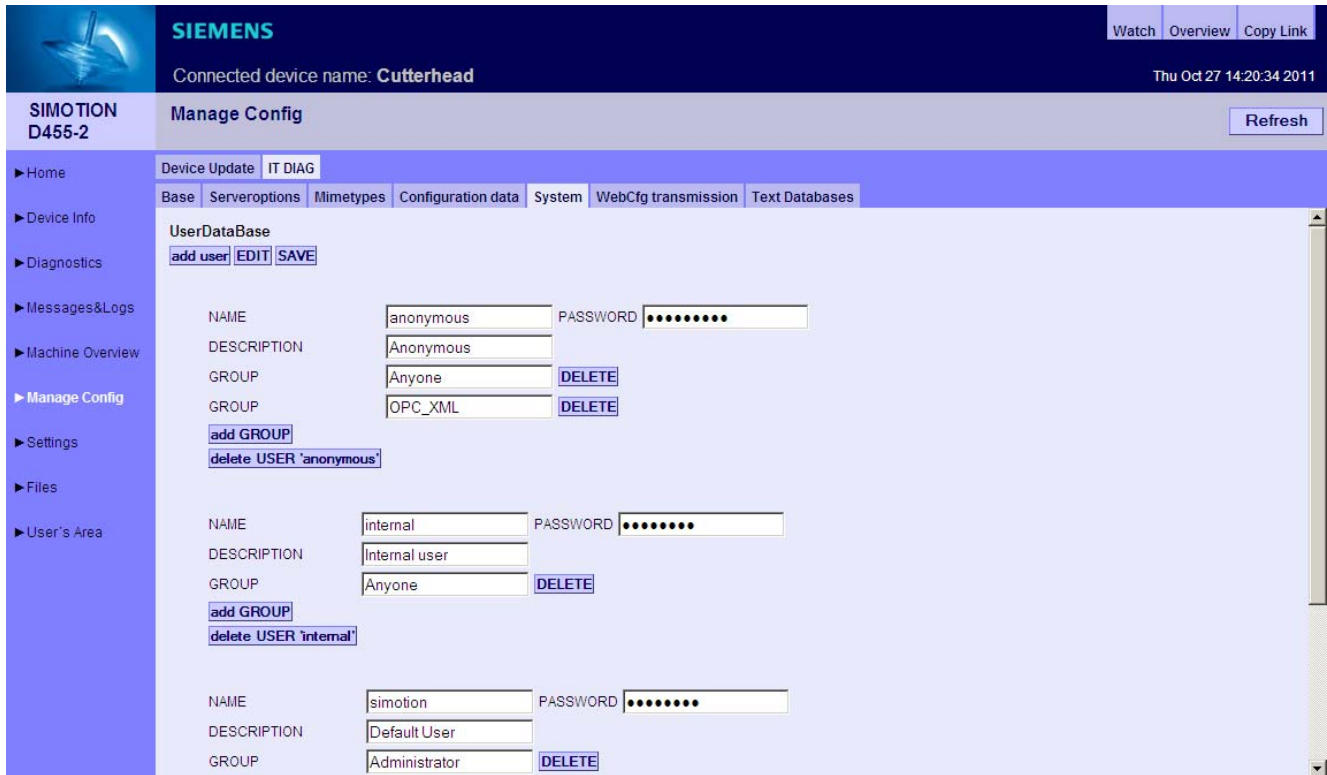 SIEMENS
Watch Overview Copy Link
Connected device name: Cutterhead
Thu Oct 27 14:20:34 2011
SIMOTION
D455-2
Manage Config
Refresh
Home
Device Info
Diagnostics
Messages&Logs
Machine Overview
Manage Config
Settings
Files
User´s Area
Device Update IT DIAG
Base Serveroptions Mimetypes Configuration data System WebCfg transmission Text Databases
UserDataBase
add user EDIT SAVE
NAME anonymous PASSWORD ●●●●●●●●●
DESCRIPTION Anonymous
GROUP Anyone DELETE
GROUP OPC_XML DELETE
add GROUP
delete USER 'anonymous'
NAME internal PASSWORD ●●●●●●●●
DESCRIPTION Internal user
GROUP Anyone DELETE
add GROUP
delete USER 'internal'
NAME simotion PASSWORD ●●●●●●●●
DESCRIPTION Default User
GROUP Administrator DELETE